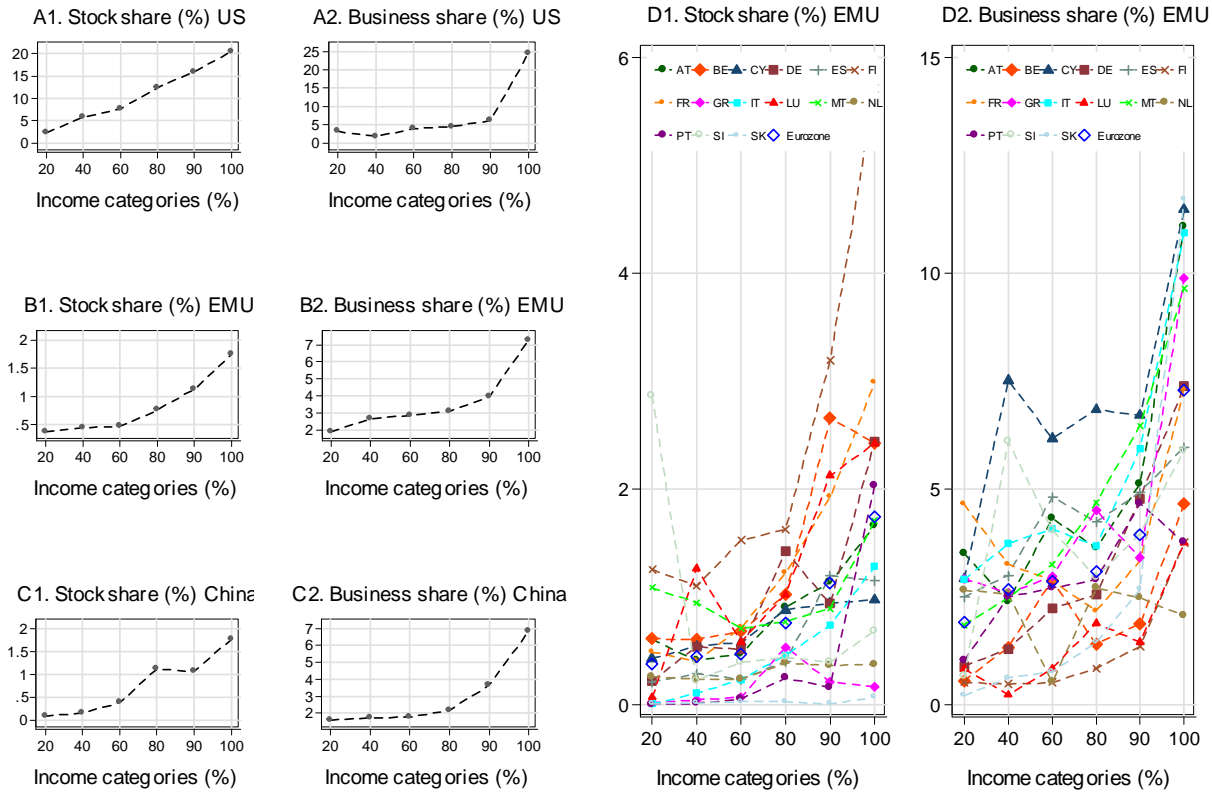 A1. Stock share (%) US
20
15
10
5
0
20 40 60 80 90 100
Income categories (%)
A2. Business share (%) US
25
20
15
10
5
0
20 40 60 80 90 100
Income categories (%)
B1. Stock share (%) EMU
2
1.5
1
.5
20 40 60 80 90 100
Income categories (%)
B2. Business share (%) EMU
7
6
5
4
3
2
20 40 60 80 90 100
Income categories (%)
C1. Stock share (%) China
2
1.5
1
.5
0
20 40 60 80 90 100
Income categories (%)
C2. Business share (%) China
7
6
5
4
3
2
20 40 60 80 90 100
Income categories (%)
D1. Stock share (%) EMU
6
4
2
0
AT BE CY DE ES FI
FR GR IT LU MT NL
PT SI SK Eurozone
20 40 60 80 90 100
Income categories (%)
D2. Business share (%) EMU
15
10
5
0
AT BE CY DE ES FI
FR GR IT LU MT NL
PT SI SK Eurozone
20 40 60 80 90 100
Income categories (%)